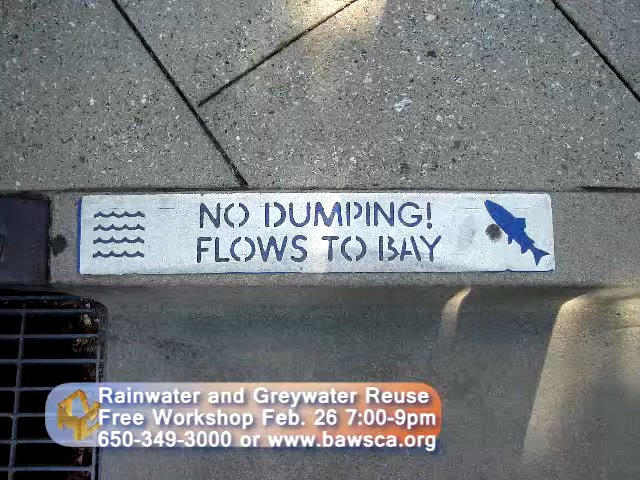 NO DUMPING!
FLOWS TO BAY
Rainwater and Greywater Reuse
Free Workshop Feb. 26 7:00-9pm
650-349-3000 or www.bawsca.org